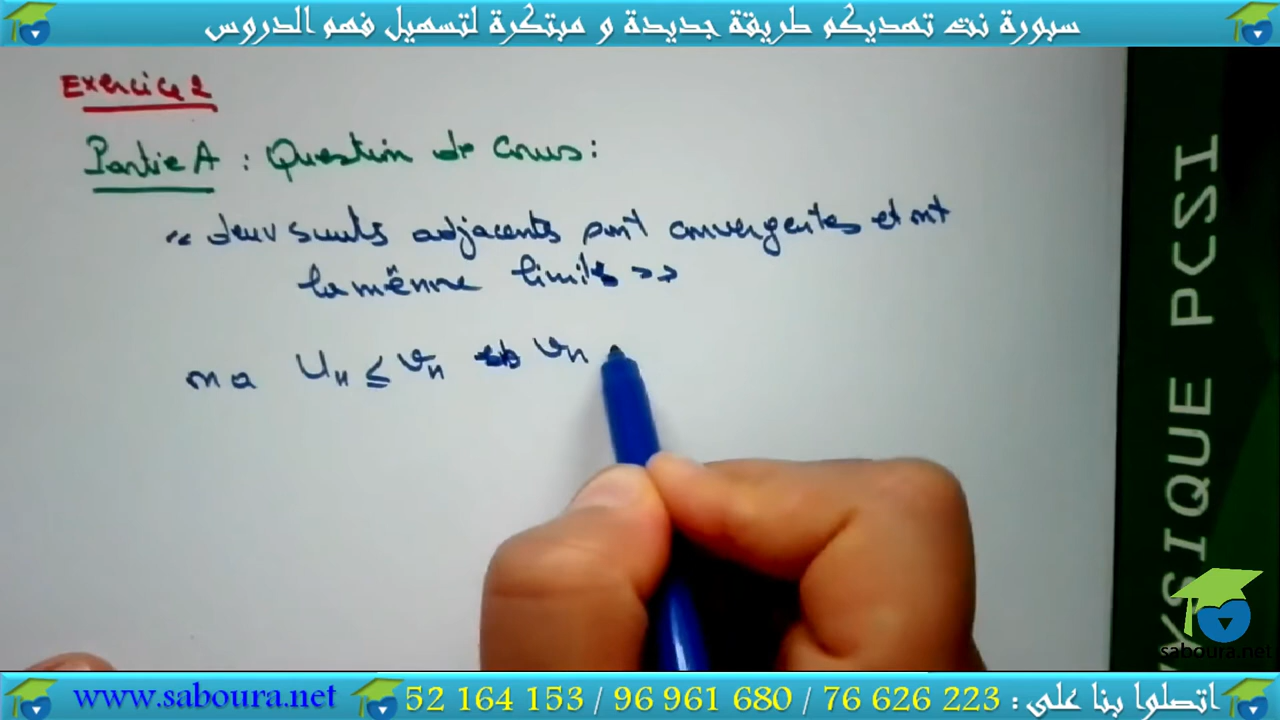 سبورة نت تهديكم طريقة جديدة و مبتكرة لتسهيل فهم الدروس
Exercice 2
Partie A : Question de cours :
"deux suites adjacentes sont convergentes et ont
la même limite >>
on a Un ≤ Vn et Vn
YSIQUE PCSI
saboura.net
www.saboura.net 52 164 153 / 96 961 680 / 76 626 223 : اتصلوا بنا على